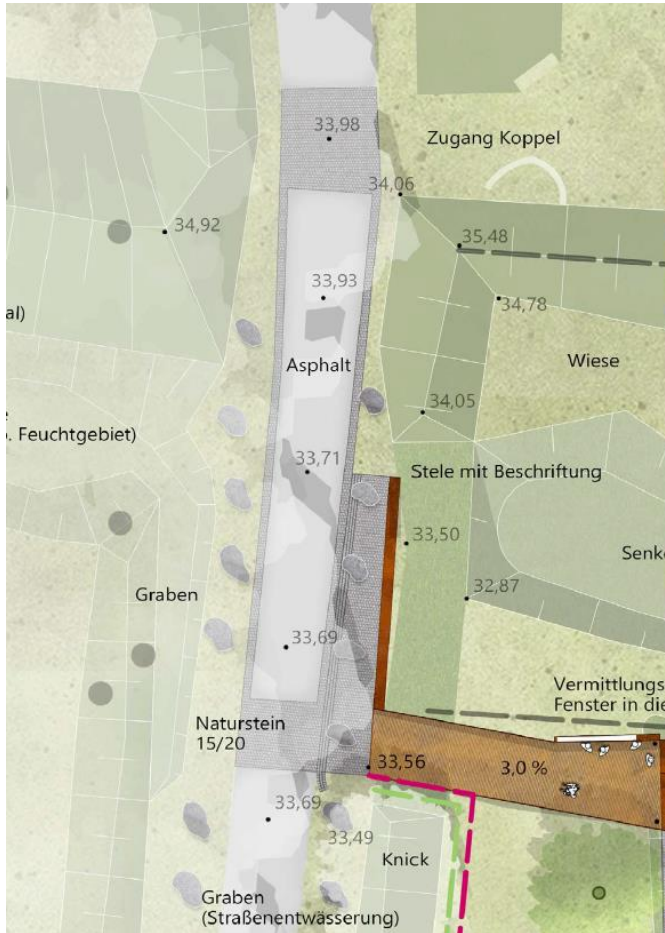 33,98
Zugang Koppel
34,06
34,92
35,48
33,93
34,78
al)
Asphalt
Wiese
34,05
. Feuchtgebiet)
33,71
Stele mit Beschriftung
33,50
Senke
32,87
Graben
33,69
Vermittlungs
Fenster in die
Naturstein
15/20
33,56
3,0 %
33,69
33,49
Knick
Graben
(Straßenentwässerung)